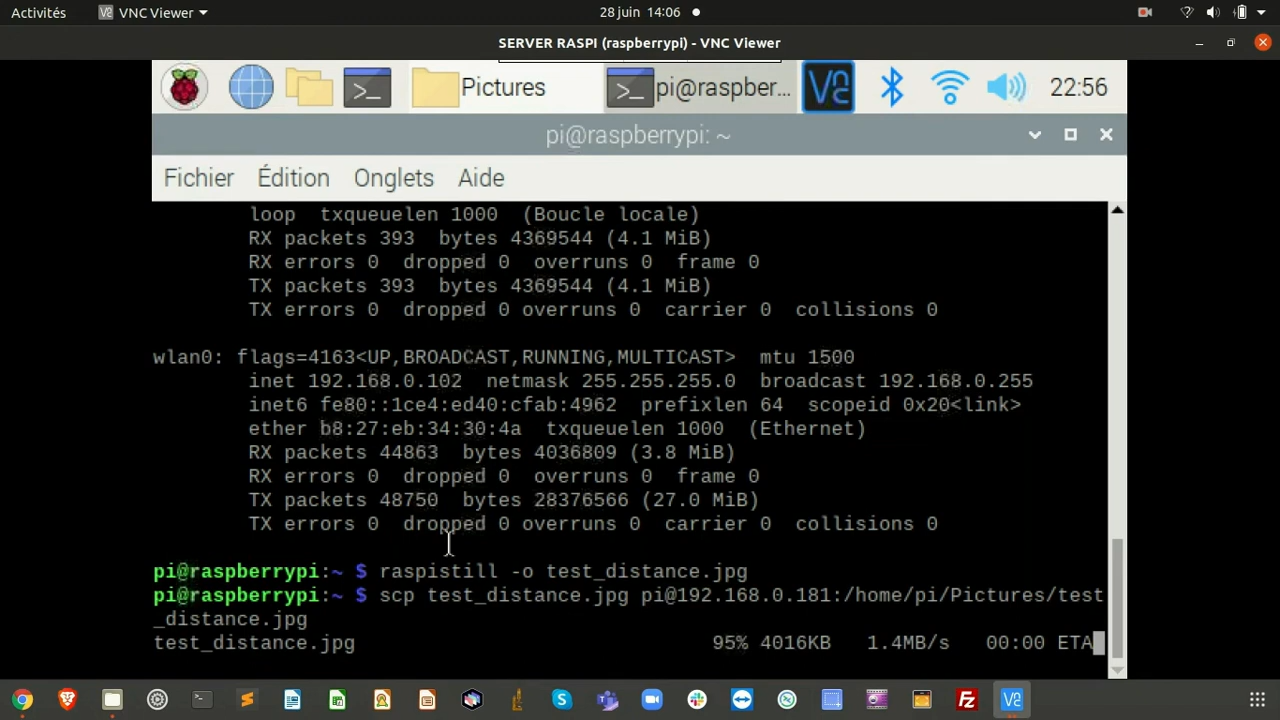 Activités VNC Viewer 28 juin 14:06
SERVER RASPI (raspberrypi) - VNC Viewer
Pictures pi@raspber... 22:56
pi@raspberrypi: ~
Fichier Édition Onglets Aide
loop txqueuelen 1000 (Boucle locale)
RX packets 393 bytes 4369544 (4.1 MiB)
RX errors 0 dropped 0 overruns 0 frame 0
TX packets 393 bytes 4369544 (4.1 MiB)
TX errors 0 dropped 0 overruns 0 carrier 0 collisions 0
wlan0: flags=4163<UP,BROADCAST,RUNNING,MULTICAST> mtu 1500
inet 192.168.0.102 netmask 255.255.255.0 broadcast 192.168.0.255
inet6 fe80::1ce4:ed40:cfab:4962 prefixlen 64 scopeid 0x20<link>
ether b8:27:eb:34:30:4a txqueuelen 1000 (Ethernet)
RX packets 44863 bytes 4036809 (3.8 MiB)
RX errors 0 dropped 0 overruns 0 frame 0
TX packets 48750 bytes 28376566 (27.0 MiB)
TX errors 0 dropped 0 overruns 0 carrier 0 collisions 0
pi@raspberrypi:~ $ raspistill -o test_distance.jpg
pi@raspberrypi:~ $ scp test_distance.jpg pi@192.168.0.181:/home/pi/Pictures/test
_distance.jpg
test_distance.jpg 95% 4016KB 1.4MB/s 00:00 ETA